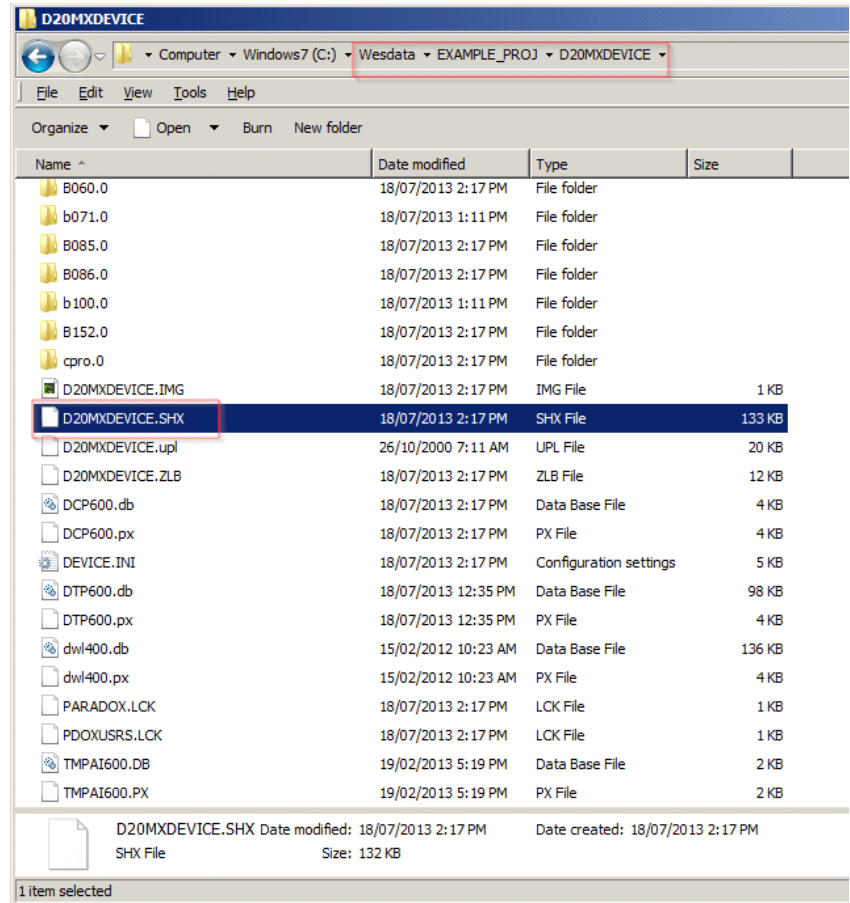 D20MXDEVICE
Computer Windows7 (C:) Wesdata EXAMPLE_PROJ D20MXDEVICE
File Edit View Tools Help
Organize Open Burn New folder
Name Date modified Type Size
B060.0 18/07/2013 2:17 PM File folder
b071.0 18/07/2013 1:11 PM File folder
B085.0 18/07/2013 2:17 PM File folder
B086.0 18/07/2013 2:17 PM File folder
b100.0 18/07/2013 1:11 PM File folder
B152.0 18/07/2013 2:17 PM File folder
cpro.0 18/07/2013 2:17 PM File folder
D20MXDEVICE.IMG 18/07/2013 2:17 PM IMG File 1 KB
D20MXDEVICE.SHX 18/07/2013 2:17 PM SHX File 133 KB
D20MXDEVICE.upl 26/10/2000 7:11 AM UPL File 20 KB
D20MXDEVICE.ZLB 18/07/2013 2:17 PM ZLB File 12 KB
DCP600.db 18/07/2013 2:17 PM Data Base File 4 KB
DCP600.px 18/07/2013 2:17 PM PX File 4 KB
DEVICE.INI 18/07/2013 2:17 PM Configuration settings 5 KB
DTP600.db 18/07/2013 12:35 PM Data Base File 98 KB
DTP600.px 18/07/2013 12:35 PM PX File 4 KB
dwl400.db 15/02/2012 10:23 AM Data Base File 136 KB
dwl400.px 15/02/2012 10:23 AM PX File 4 KB
PARADOX.LCK 18/07/2013 2:17 PM LCK File 1 KB
PDOXUSRS.LCK 18/07/2013 2:17 PM LCK File 1 KB
TMPAI600.DB 19/02/2013 5:19 PM Data Base File 2 KB
TMPAI600.PX 19/02/2013 5:19 PM PX File 2 KB
D20MXDEVICE.SHX Date modified: 18/07/2013 2:17 PM Date created: 18/07/2013 2:17 PM
SHX File Size: 132 KB
1 item selected